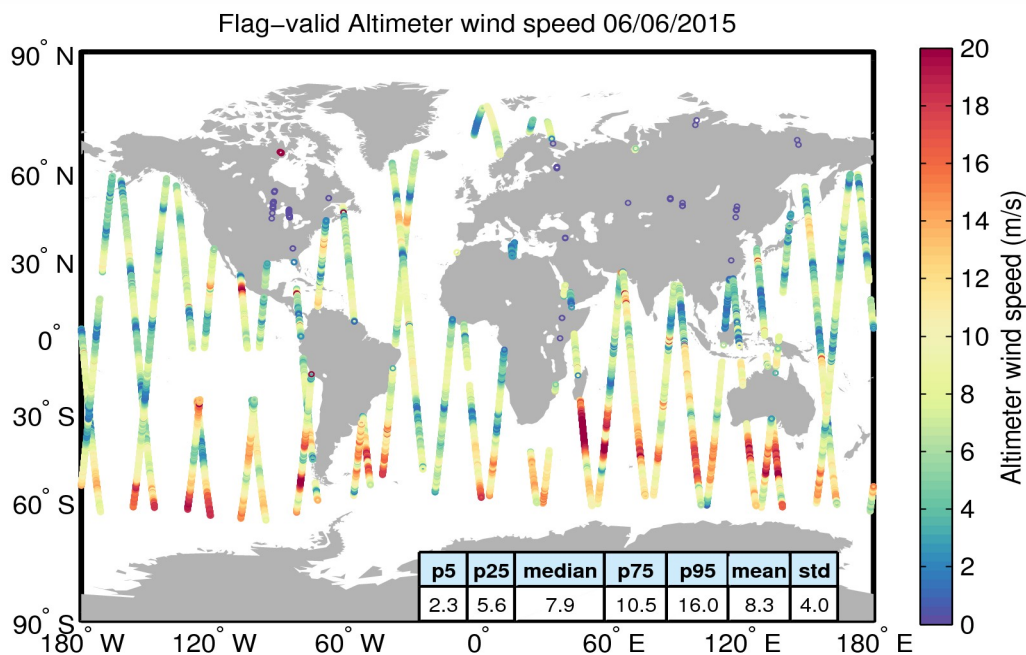 Flag−valid Altimeter wind speed 06/06/2015
90° N
60° N
30° N
0°
30° S
60° S
90° S
180° W
120° W
60° W
0°
60° E
120° E
180° E
p5 p25 median p75 p95 mean std
2.3 5.6 7.9 10.5 16.0 8.3 4.0
20
18
16
14
12
10
8
6
4
2
0
Altimeter wind speed (m/s)